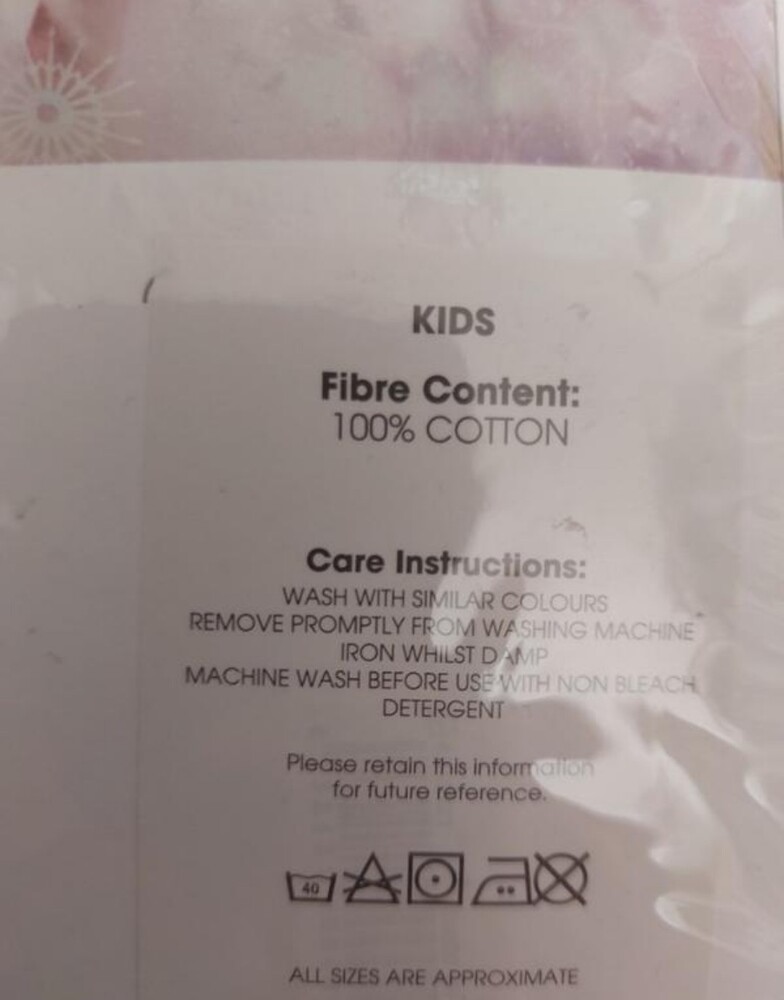 KIDS
Fibre Content:
100% COTTON
Care Instructions:
WASH WITH SIMILAR COLOURS
REMOVE PROMPTLY FROM WASHING MACHINE
IRON WHILST DAMP
MACHINE WASH BEFORE USE WITH NON BLEACH
DETERGENT
Please retain this information
for future reference.
40
ALL SIZES ARE APPROXIMATE